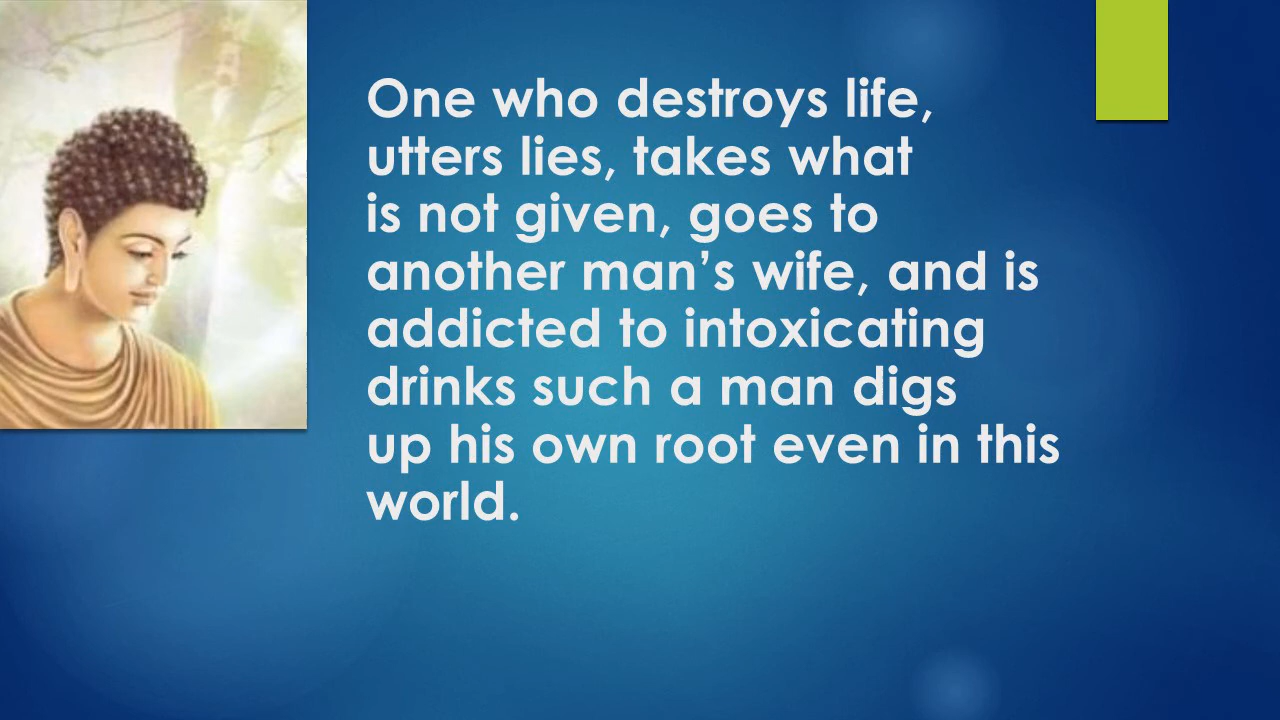 One who destroys life,
utters lies, takes what
is not given, goes to
another man’s wife, and is
addicted to intoxicating
drinks such a man digs
up his own root even in this
world.